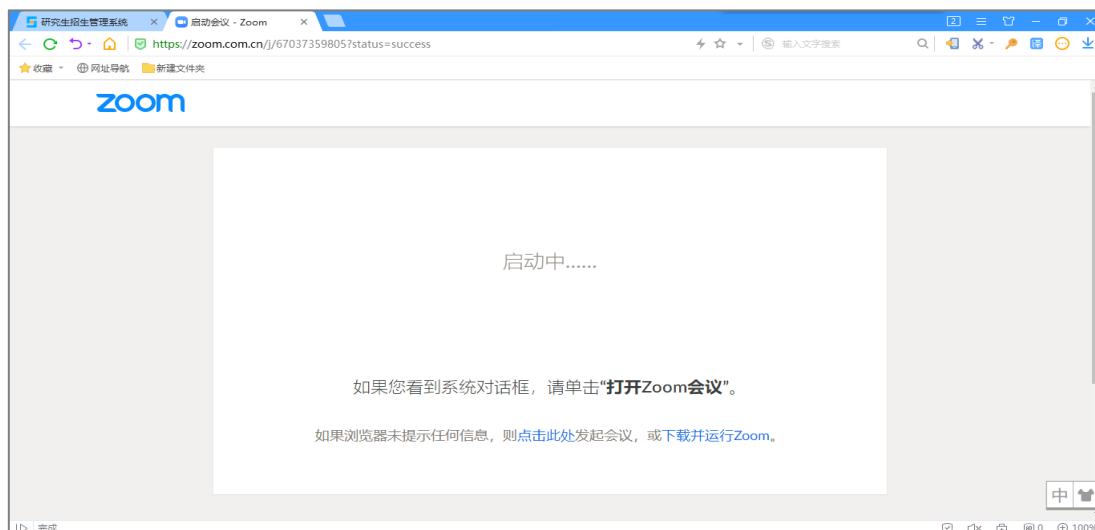 研究生招生管理系统
启动会议 - Zoom
2
https://zoom.com.cn/j/67037359805?status=success
输入文字搜索
收藏
网址导航
新建文件夹
zoom
启动中......
如果您看到系统对话框，请单击“打开Zoom会议”。
如果浏览器未提示任何信息，则点击此处发起会议，或下载并运行Zoom。
中
完成
0
100%